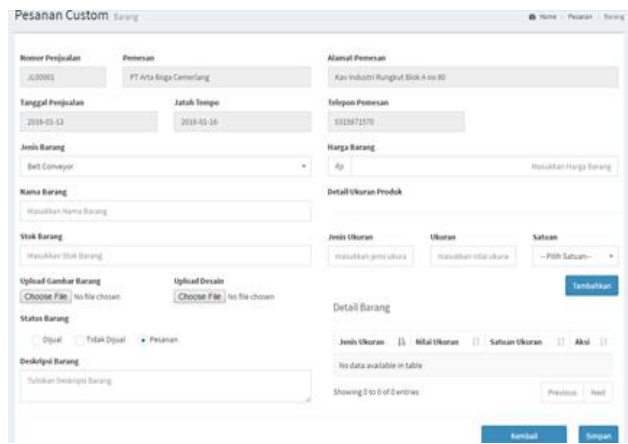 Pesanan Custom Barang
Home > Pesanan > Barang
Nomor Penjualan
Pemesan
JL00001
PT Arta Boga Cemerlang
Tanggal Penjualan
Jatuh Tempo
2016-01-13
2016-01-16
Jenis Barang
Belt Conveyor
Nama Barang
Masukkan Nama Barang
Stok Barang
Masukkan Stok Barang
Upload Gambar Barang
Upload Desain
Choose File No file chosen
Choose File No file chosen
Status Barang
Dijual
Tidak Dijual
Pesanan
Deskripsi Barang
Tuliskan Deskripsi Barang
Alamat Pemesan
Kav Industri Rungkut Blok A no 80
Telepon Pemesan
0315671570
Harga Barang
Rp
Masukkan Harga Barang
Detail Ukuran Produk
Jenis Ukuran
Ukuran
Satuan
masukkan jenis ukura
masukkan nilai ukura
--Pilih Satuan--
Tambahkan
Detail Barang
Jenis Ukuran
Nilai Ukuran
Satuan Ukuran
Aksi
No data available in table
Showing 0 to 0 of 0 entries
Previous
Next
Kembali
Simpan